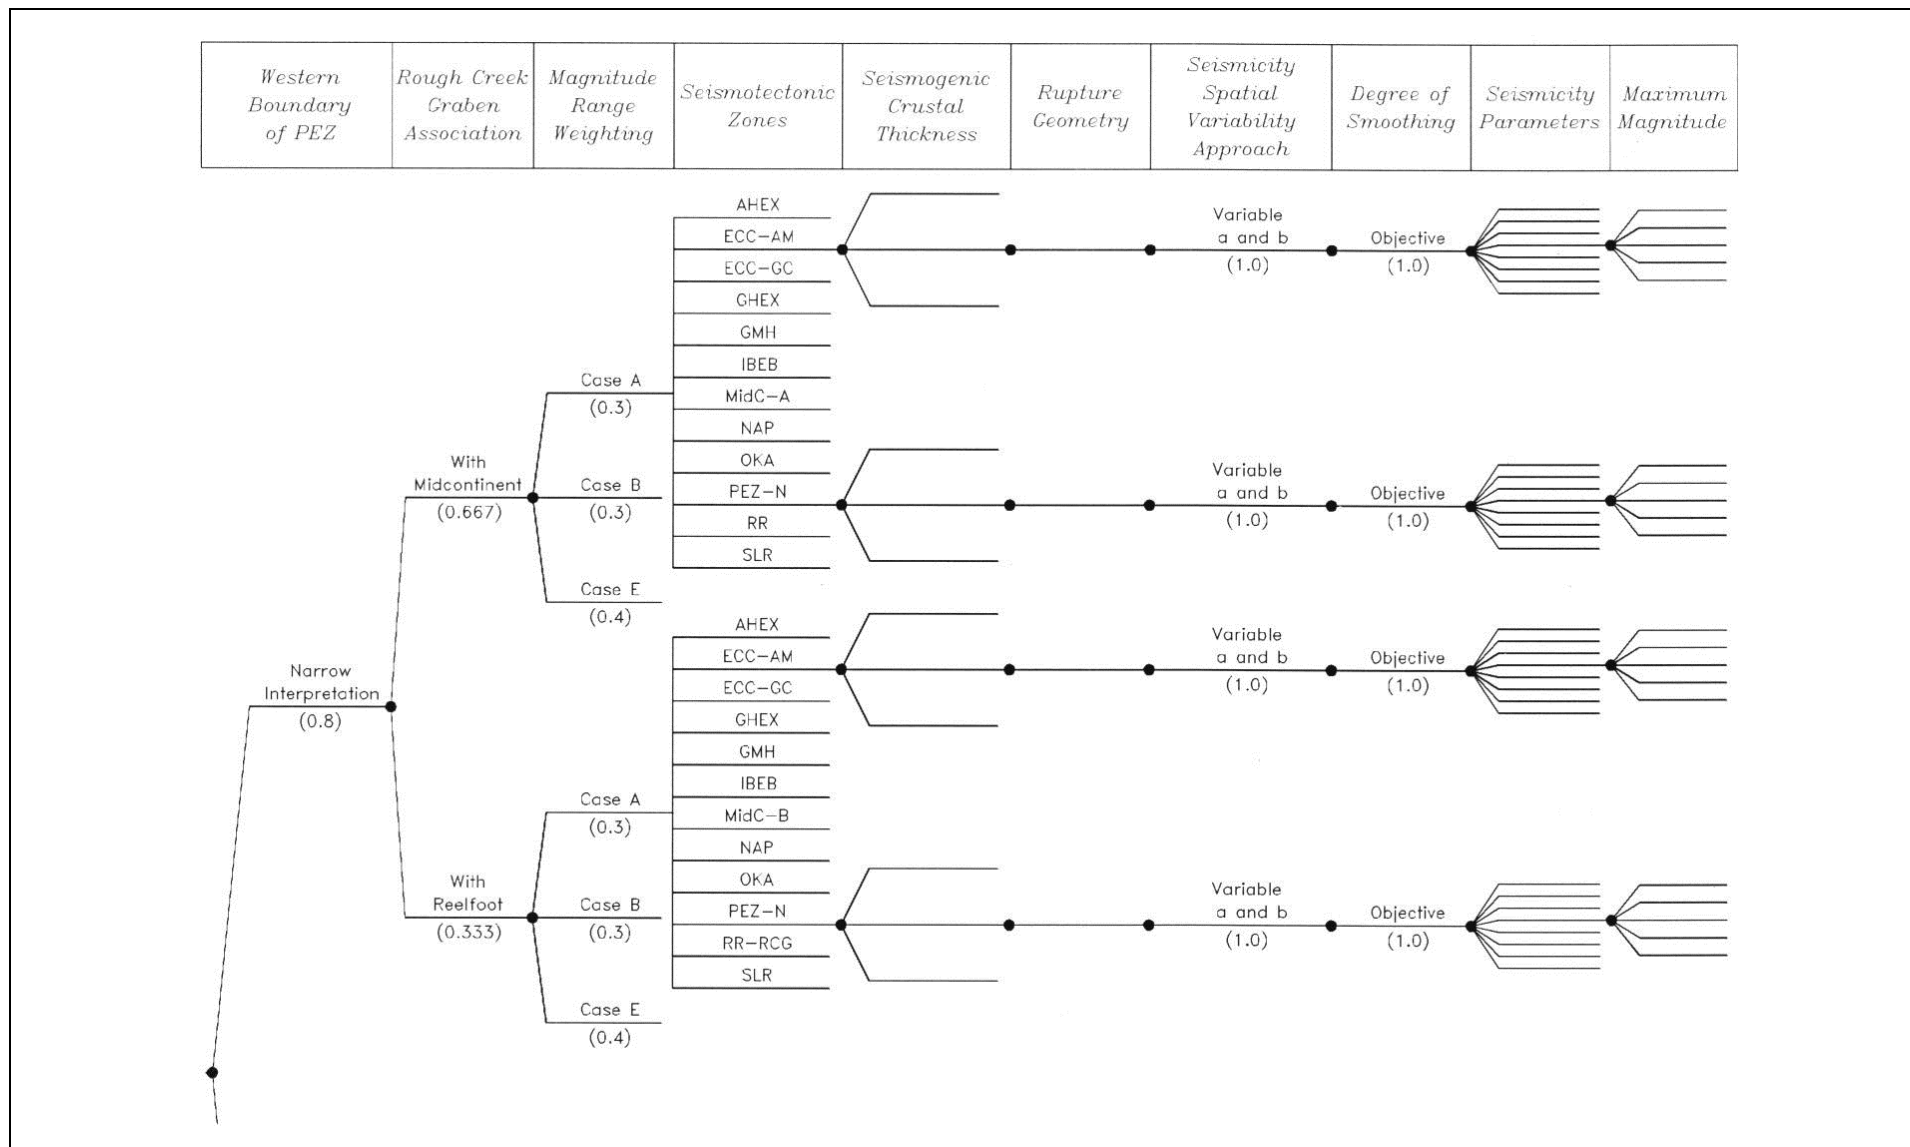 Western
Boundary
of PEZ
Rough Creek
Graben
Association
Magnitude
Range
Weighting
Seismotectonic
Zones
Seismogenic
Crustal
Thickness
Rupture
Geometry
Seismicity
Spatial
Variability
Approach
Degree of
Smoothing
Seismicity
Parameters
Maximum
Magnitude
Narrow
Interpretation
(0.8)
With
Midcontinent
(0.667)
Case A
(0.3)
Case B
(0.3)
Case E
(0.4)
AHEX
ECC-AM
ECC-GC
GHEX
GMH
IBEB
MidC-A
NAP
OKA
PEZ-N
RR
SLR
Variable
a and b
(1.0)
Objective
(1.0)
Variable
a and b
(1.0)
Objective
(1.0)
With
Reelfoot
(0.333)
Case A
(0.3)
Case B
(0.3)
Case E
(0.4)
AHEX
ECC-AM
ECC-GC
GHEX
GMH
IBEB
MidC-B
NAP
OKA
PEZ-N
RR-RCG
SLR
Variable
a and b
(1.0)
Objective
(1.0)
Variable
a and b
(1.0)
Objective
(1.0)